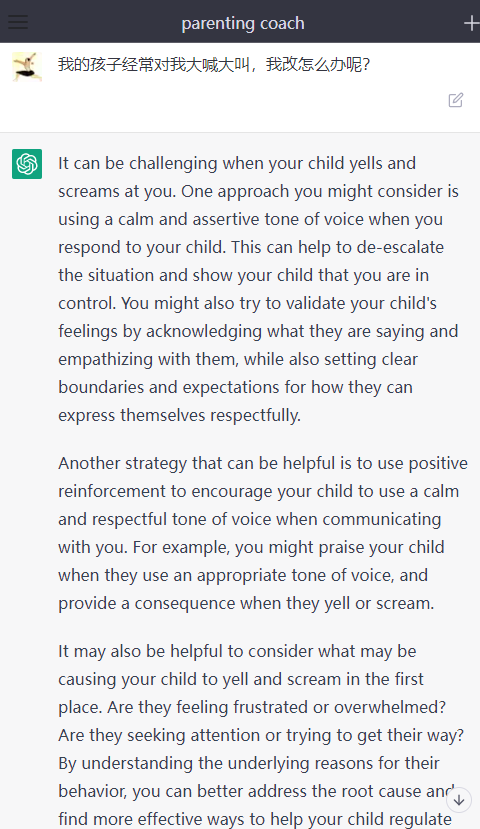 parenting coach
我的孩子经常对我大喊大叫，我改怎么办呢?
It can be challenging when your child yells and
screams at you. One approach you might consider is
using a calm and assertive tone of voice when you
respond to your child. This can help to de-escalate
the situation and show your child that you are in
control. You might also try to validate your child's
feelings by acknowledging what they are saying and
empathizing with them, while also setting clear
boundaries and expectations for how they can
express themselves respectfully.
Another strategy that can be helpful is to use positive
reinforcement to encourage your child to use a calm
and respectful tone of voice when communicating
with you. For example, you might praise your child
when they use an appropriate tone of voice, and
provide a consequence when they yell or scream.
It may also be helpful to consider what may be
causing your child to yell and scream in the first
place. Are they feeling frustrated or overwhelmed?
Are they seeking attention or trying to get their way?
By understanding the underlying reasons for their
behavior, you can better address the root cause and
find more effective ways to help your child regulate